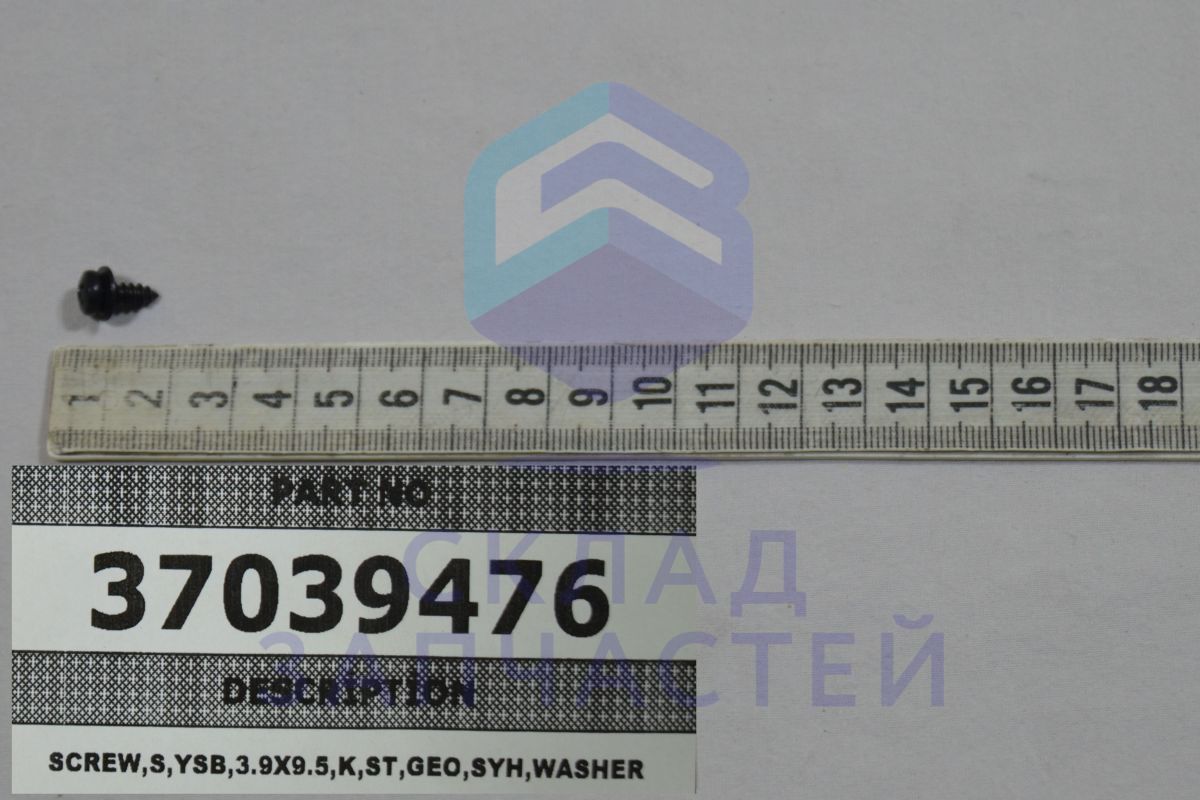 1 2 3 4 5 6 7 8 9 10 11 12 13 14 15 16 17 18
PART NO
37039476
СКЛАД
ЗАПЧАСТЕЙ
DESCRIPTION
SCREW,S,YSB,3.9X9.5,K,ST,GEO,SYH,WASHER